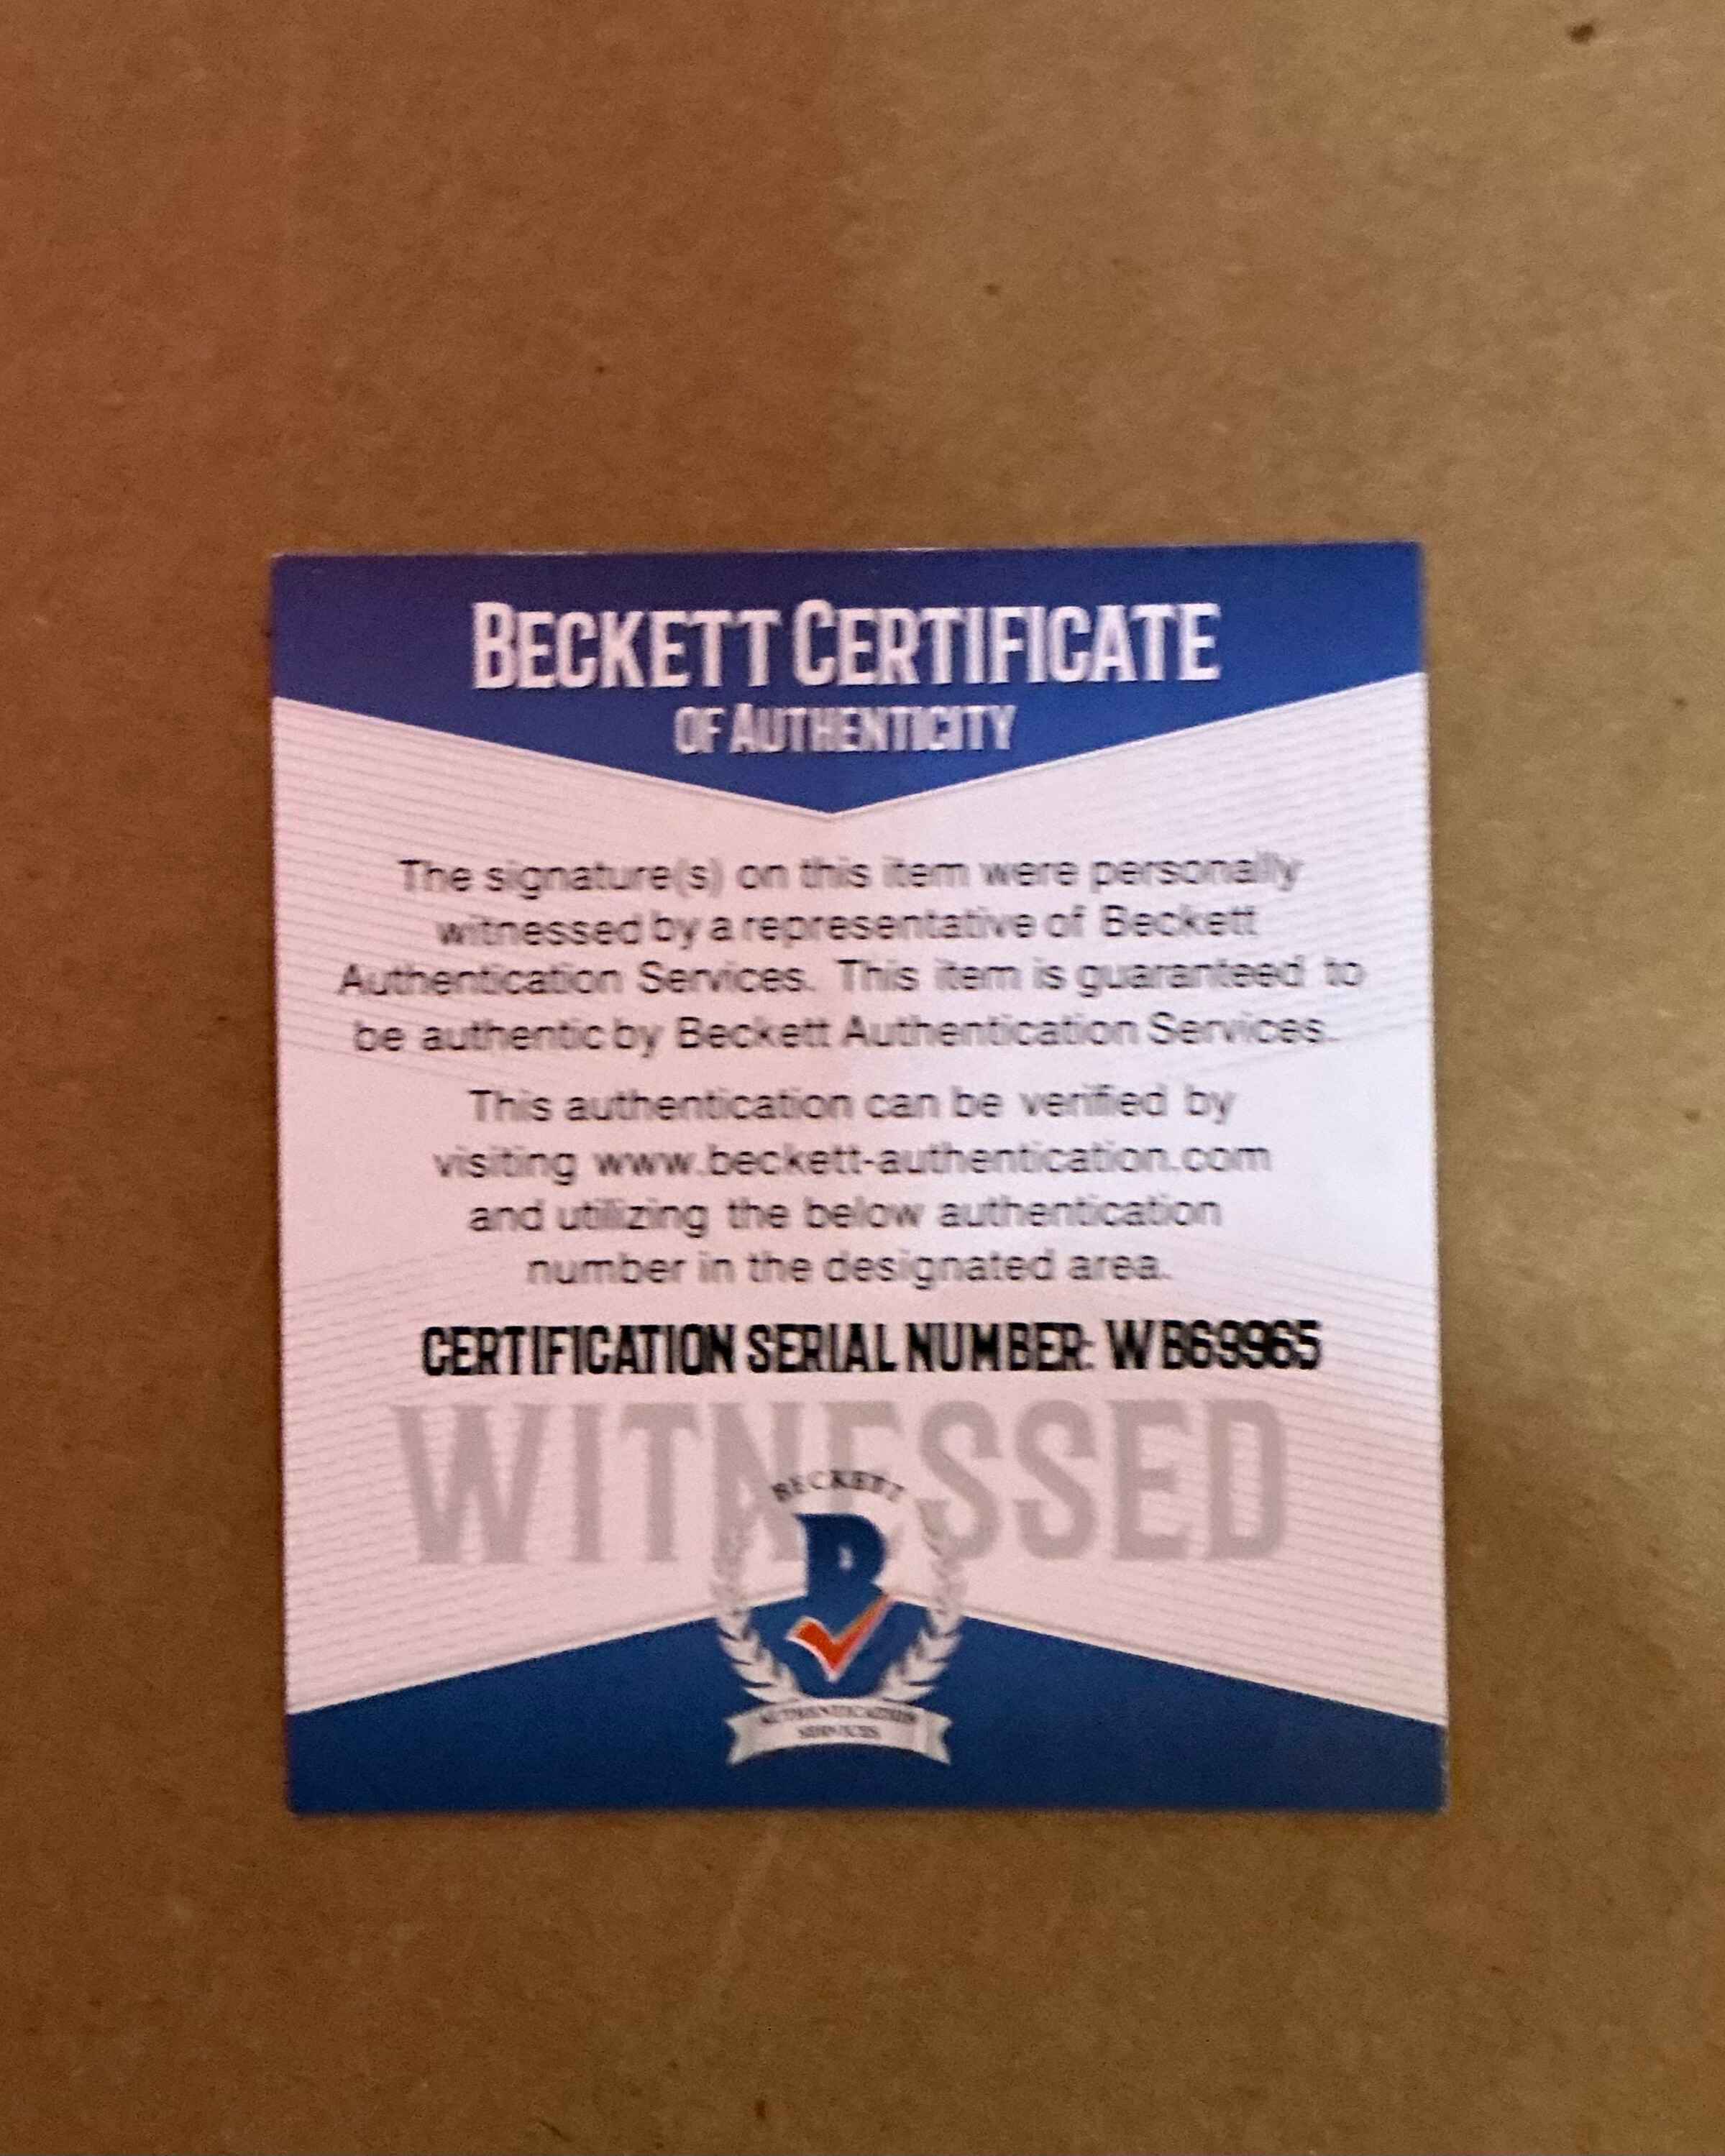 BECKETT CERTIFICATE
OF AUTHENTICITY
The signature(s) on this item were personally
witnessed by a representative of Beckett
Authentication Services. This item is guaranteed to
be authentic by Beckett Authentication Services.
This authentication can be verified by
visiting www.beckett-authentication.com
and utilizing the below authentication
number in the designated area.
CERTIFICATION SERIAL NUMBER: WB69965
WITNESSED
BECKETT
B
AUTHENTICATION
SERVICES